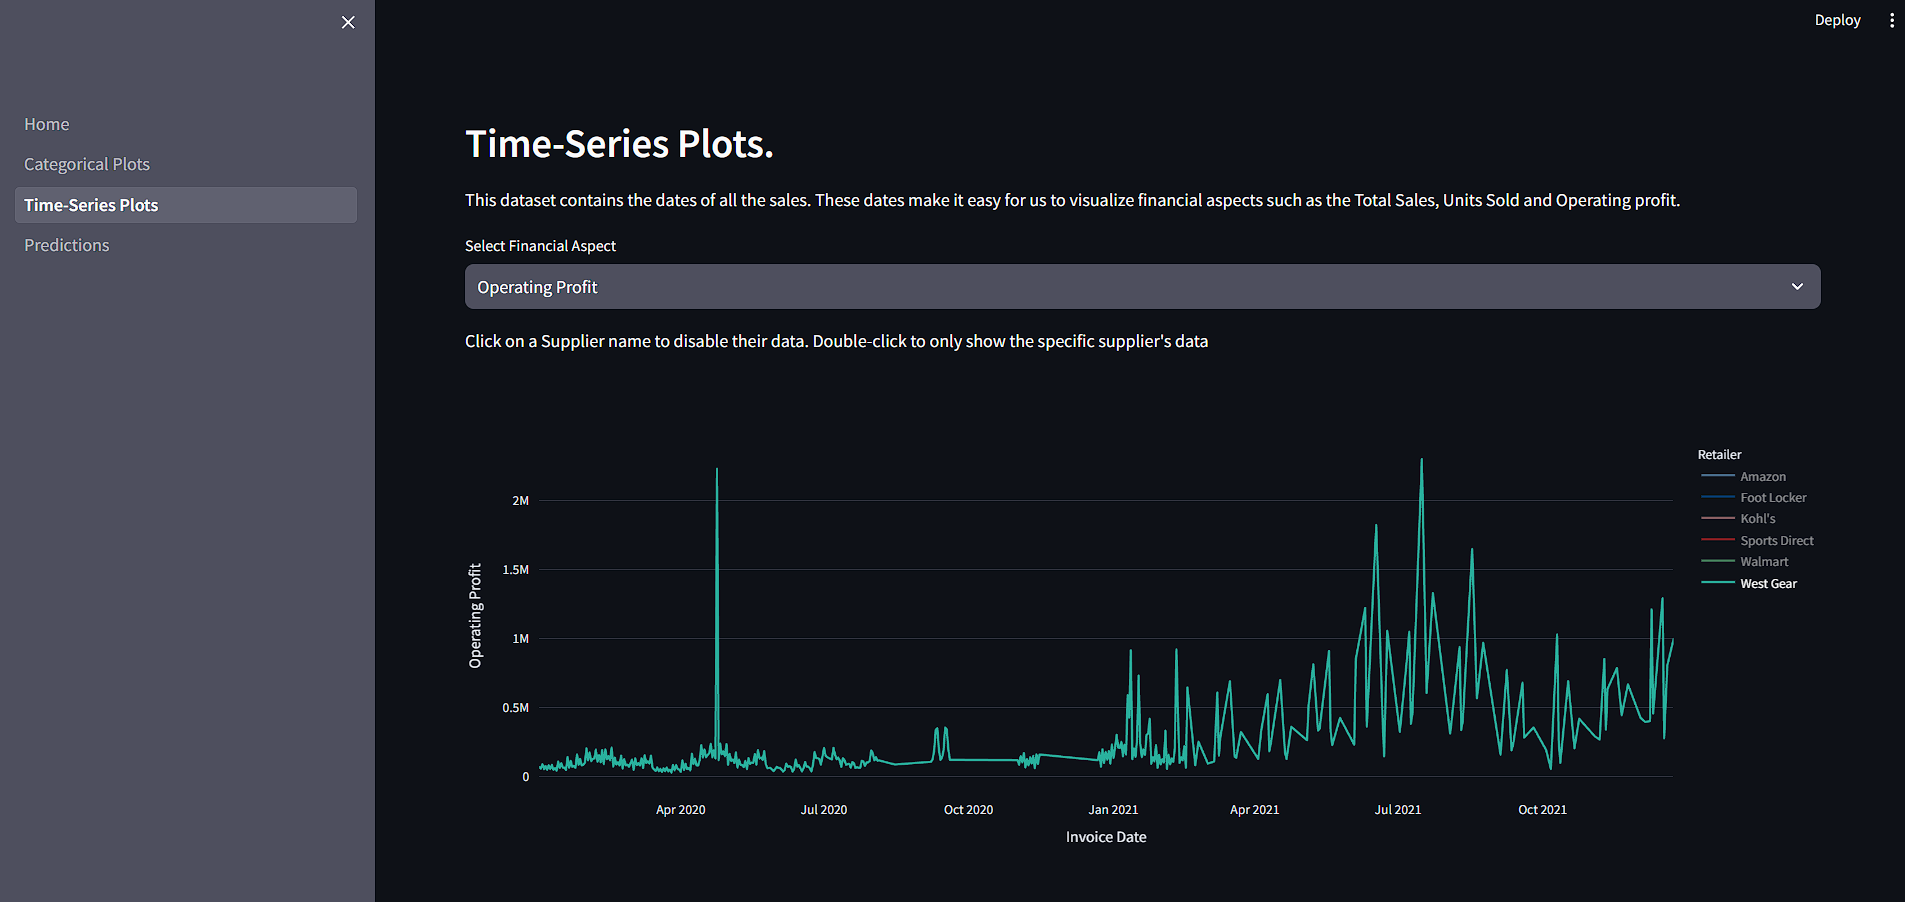 Deploy
Home
Categorical Plots
Time-Series Plots
Predictions
Time-Series Plots.
This dataset contains the dates of all the sales. These dates make it easy for us to visualize financial aspects such as the Total Sales, Units Sold and Operating profit.
Select Financial Aspect
Operating Profit
Click on a Supplier name to disable their data. Double-click to only show the specific supplier's data
Retailer
Amazon
Foot Locker
Kohl's
Sports Direct
Walmart
West Gear
Operating Profit
2M
1.5M
1M
0.5M
0
Apr 2020 Jul 2020 Oct 2020 Jan 2021 Apr 2021 Jul 2021 Oct 2021
Invoice Date